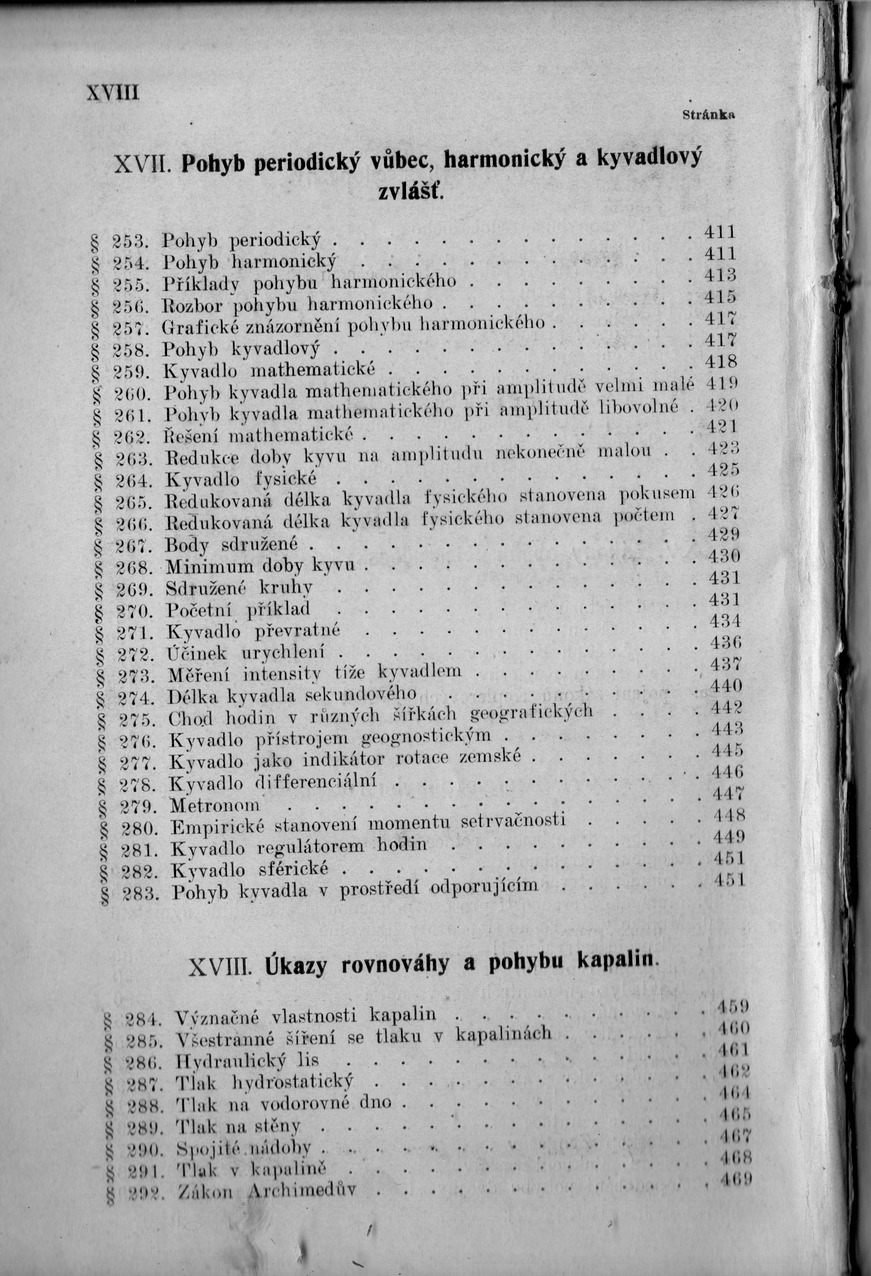 XVIII
Stránka
XVII. Pohyb periodický vůbec, harmonický a kyvadlový
zvlášť.
§ 253. Pohyb periodický . . . . . . . . . . . . . . 411
§ 254. Pohyb harmonický . . . . . . . . . . . . . 411
§ 255. Příklady pohybu harmonického . . . . . . . . . 413
§ 256. Rozbor pohybu harmonického . . . . . . . . . . 415
§ 257. Grafické znázornění pohybu harmonického . . . . . . 417
§ 258. Pohyb kyvadlový . . . . . . . . . . . . . . 417
§ 259. Kyvadlo mathematické . . . . . . . . . . . . 418
§ 260. Pohyb kyvadla mathematického při amplitudě velmi malé 419
§ 261. Pohyb kyvadla mathematického při amplitudě libovolné . 420
§ 262. Řešení mathematické . . . . . . . . . . . . . 421
§ 263. Redukce doby kyvu na amplitudu nekonečně malou . . 423
§ 264. Kyvadlo fysické . . . . . . . . . . . . . . 425
§ 265. Redukovaná délka kyvadla fysického stanovena pokusem 426
§ 266. Redukovaná délka kyvadla fysického stanovena počtem . 427
§ 267. Body sdružené . . . . . . . . . . . . . . . 429
§ 268. Minimum doby kyvu . . . . . . . . . . . . . 430
§ 269. Sdružené kruhy . . . . . . . . . . . . . . 431
§ 270. Početní příklad . . . . . . . . . . . . . . 431
§ 271. Kyvadlo převratné . . . . . . . . . . . . . 434
§ 272. Účinek urychlení . . . . . . . . . . . . . . 436
§ 273. Měření intensity tíže kyvadlem . . . . . . . . . 437
§ 274. Délka kyvadla sekundového . . . . . . . . . . 440
§ 275. Chod hodin v různých šířkách geografických . . . . 442
§ 276. Kyvadlo přístrojem geognostickým . . . . . . . . 443
§ 277. Kyvadlo jako indikátor rotace zemské . . . . . . . 445
§ 278. Kyvadlo differenciální . . . . . . . . . . . . 446
§ 279. Metronom . . . . . . . . . . . . . . . . 447
§ 280. Empirické stanovení momentu setrvačnosti . . . . . 448
§ 281. Kyvadlo regulátorem hodin . . . . . . . . . . 449
§ 282. Kyvadlo sférické . . . . . . . . . . . . . . 451
§ 283. Pohyb kyvadla v prostředí odporujícím . . . . . . 451
XVIII. Úkazy rovnováhy a pohybu kapalin.
§ 284. Význačné vlastnosti kapalin . . . . . . . . . . 459
§ 285. Všestranné šíření se tlaku v kapalinách . . . . . . 460
§ 286. Hydraulický lis . . . . . . . . . . . . . . 461
§ 287. Tlak hydrostatický . . . . . . . . . . . . . 462
§ 288. Tlak na vodorovné dno . . . . . . . . . . . . 464
§ 289. Tlak na stěny . . . . . . . . . . . . . . . 465
§ 290. Spojité nádoby . . . . . . . . . . . . . . . 467
§ 291. Tlak v kapalině . . . . . . . . . . . . . . 468
§ 292. Zákon Archimedův . . . . . . . . . . . . . 469